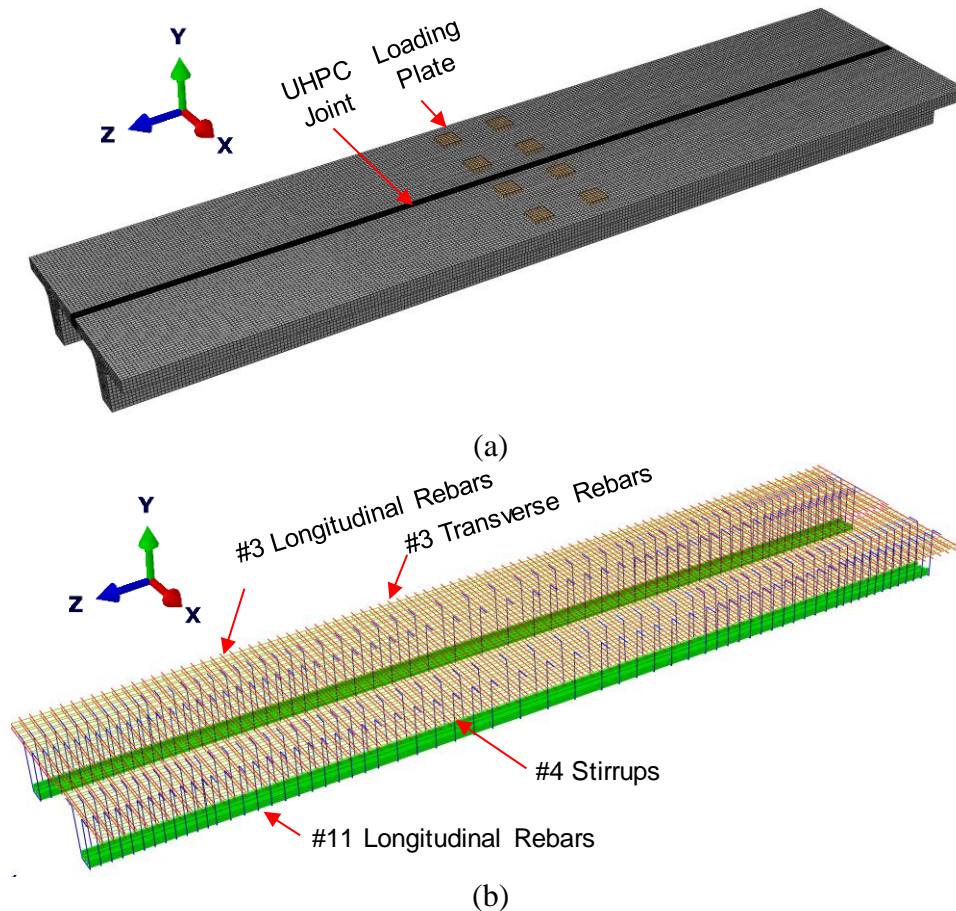 Y
Z
X
UHPC
Joint
Loading
Plate
(a)
Y
Z
X
#3 Longitudinal Rebars
#3 Transverse Rebars
#4 Stirrups
#11 Longitudinal Rebars
(b)